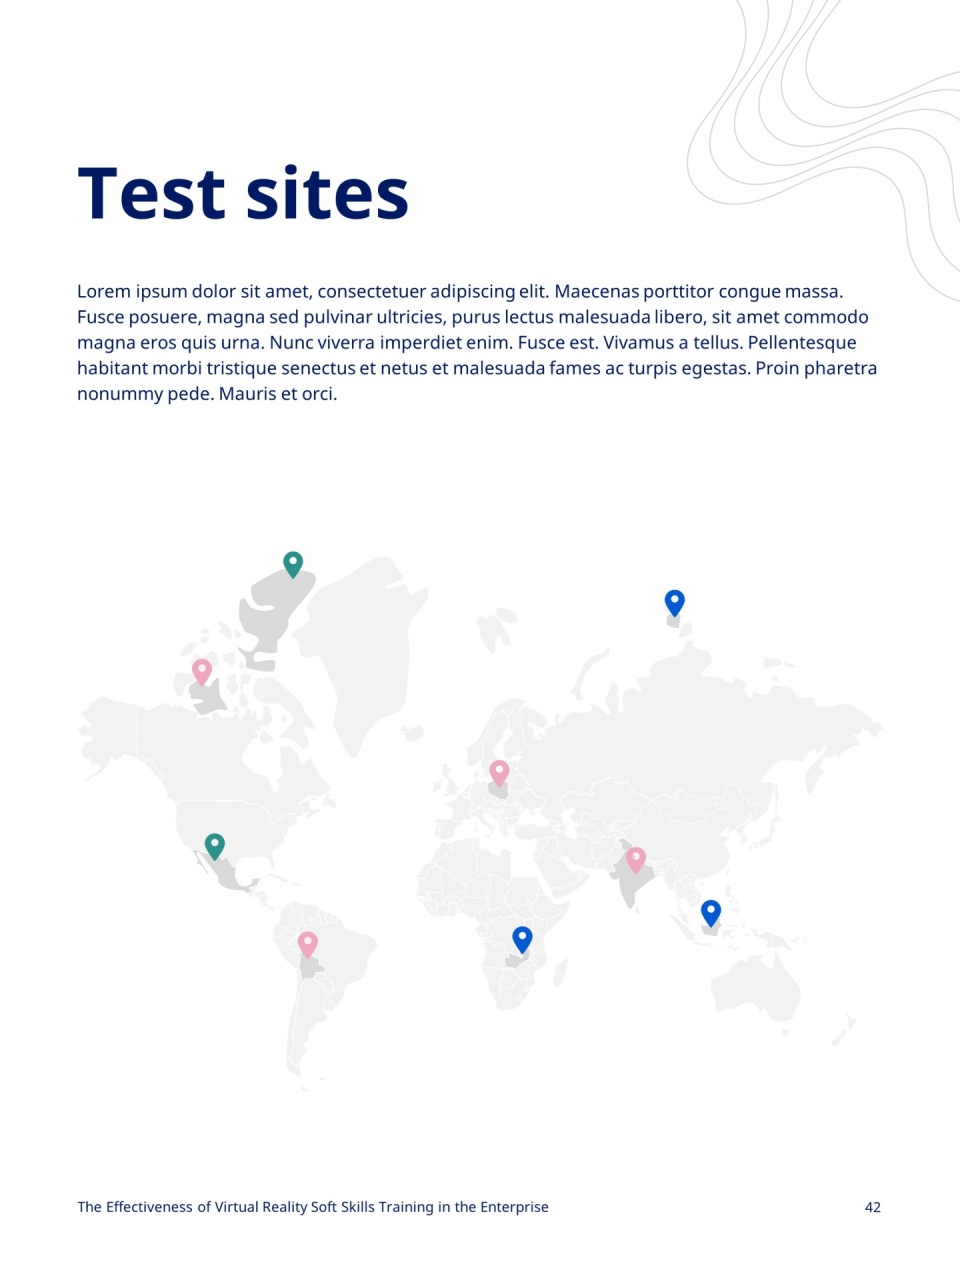 Test sites
Lorem ipsum dolor sit amet, consectetuer adipiscing elit. Maecenas porttitor congue massa.
Fusce posuere, magna sed pulvinar ultricies, purus lectus malesuada libero, sit amet commodo
magna eros quis urna. Nunc viverra imperdiet enim. Fusce est. Vivamus a tellus. Pellentesque
habitant morbi tristique senectus et netus et malesuada fames ac turpis egestas. Proin pharetra
nonummy pede. Mauris et orci.
The Effectiveness of Virtual Reality Soft Skills Training in the Enterprise
42